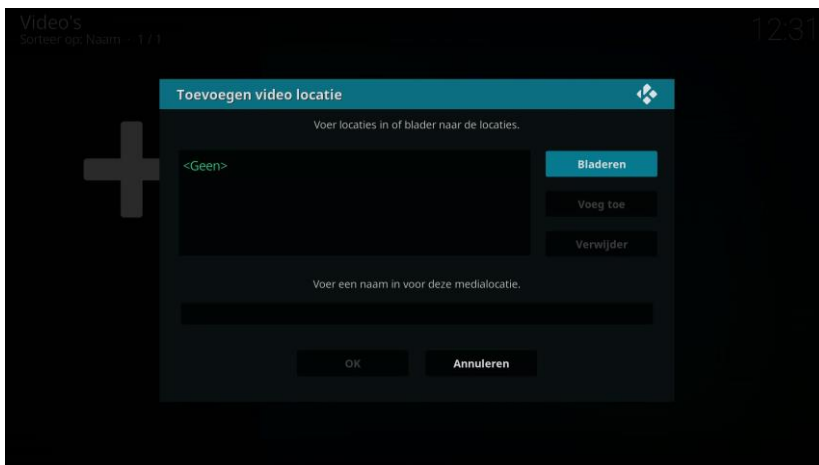 Video's
Sorteer op: Naam · 1 / 1
12:31
Toevoegen video locatie
Voer locaties in of blader naar de locaties.
<Geen>
Bladeren
Voeg toe
Verwijder
Voer een naam in voor deze medialocatie.
OK
Annuleren